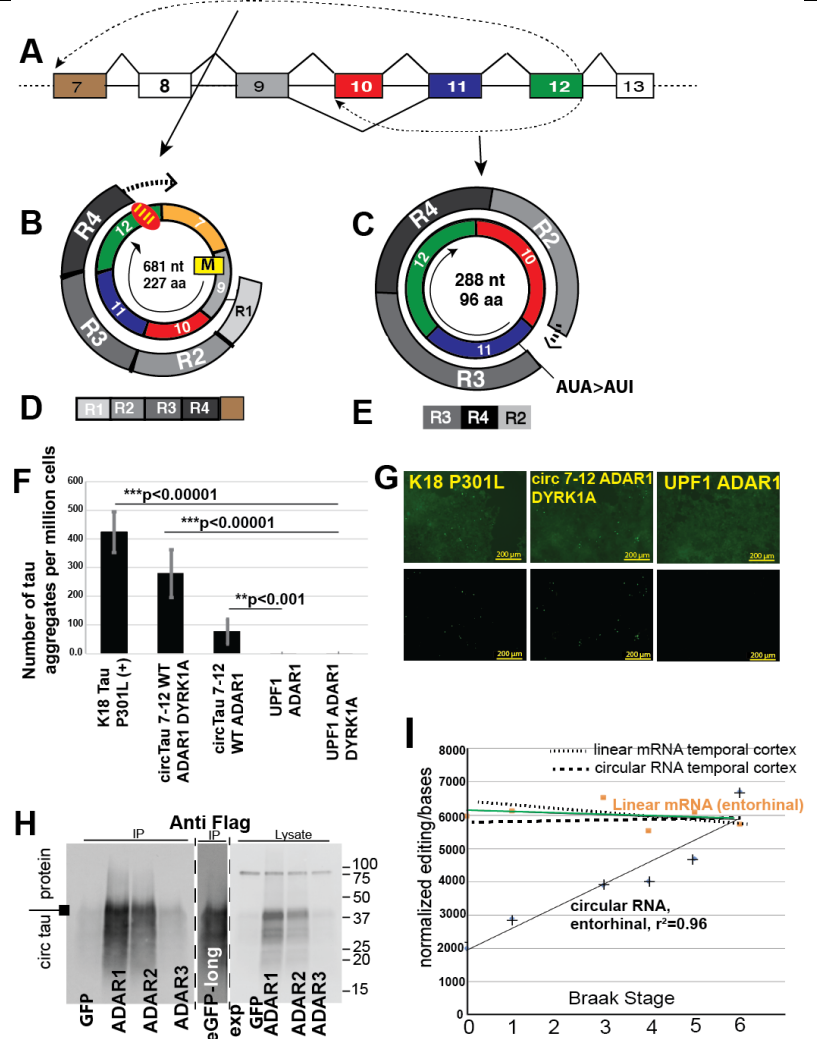 A
7
8
9
10
11
12
13
B
R4
12
7
681 nt
227 aa
M
9
R1
11
10
R3
R2
C
R4
R2
12
10
288 nt
96 aa
11
R3
AUA>AUI
D
R1 R2 R3 R4
E
R3 R4 R2
F
Number of tau
aggregates per million cells
600
500
400
300
200
100
0.0
***p<0.00001
***p<0.00001
**p<0.001
K18 Tau
P301L (+)
circTau 7-12 WT
ADAR1 DYRK1A
circTau 7-12
WT ADAR1
UPF1
ADAR1
UPF1 ADAR1
DYRK1A
G
K18 P301L
circ 7-12 ADAR1
DYRK1A
UPF1 ADAR1
200 µm
200 µm
200 µm
200 µm
200 µm
200 µm
H
Anti Flag
IP
IP
Lysate
circ tau protein
100
75
50
37
25
20
15
GFP
ADAR1
ADAR2
ADAR3
eGFP-long
exp
GFP
ADAR1
ADAR2
ADAR3
I
normalized editing/bases
8000
7000
6000
5000
4000
3000
2000
1000
0
linear mRNA temporal cortex
circular RNA temporal cortex
Linear mRNA (entorhinal)
circular RNA,
entorhinal, r²=0.96
Braak Stage
0 1 2 3 4 5 6